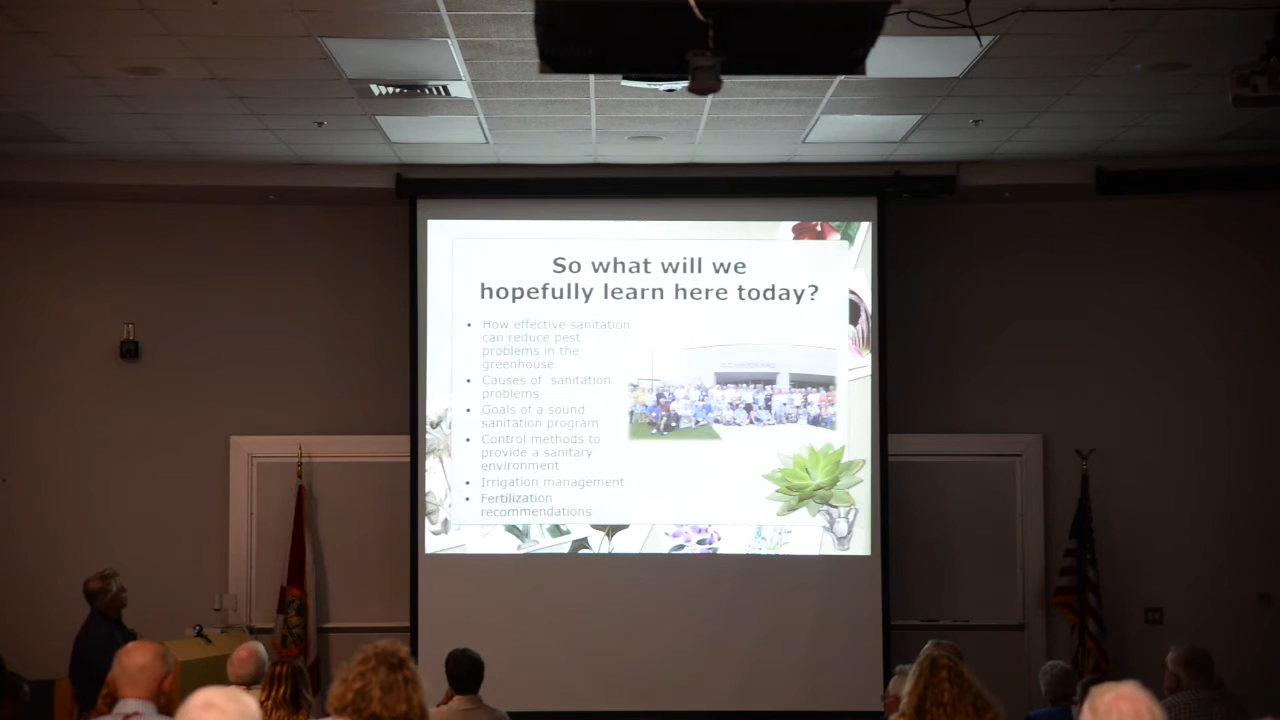 So what will we
hopefully learn here today?
• How effective sanitation
can reduce pest
problems in the
greenhouse
• Causes of sanitation
problems
• Goals of a sound
sanitation program
• Control methods to
provide a sanitary
environment
• Irrigation management
• Fertilization
recommendations